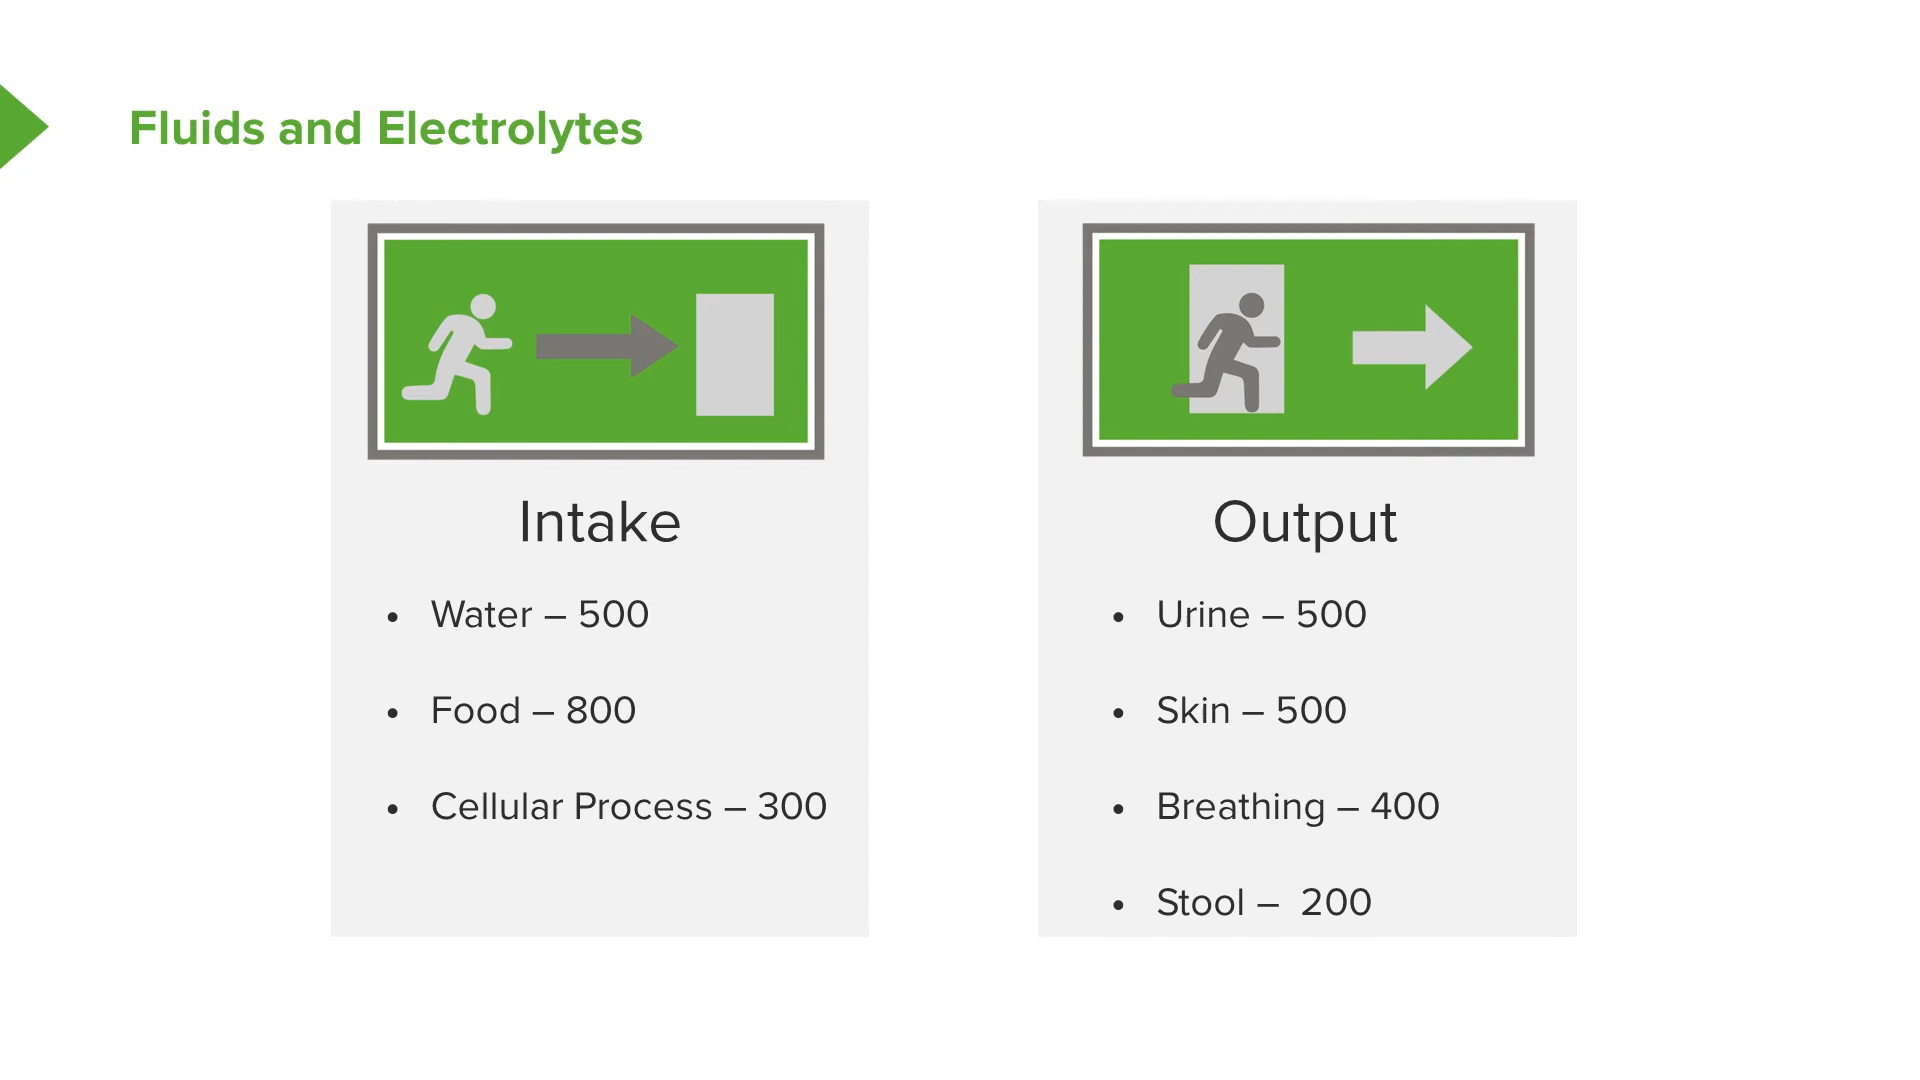 Fluids and Electrolytes
Intake
• Water – 500
• Food – 800
• Cellular Process – 300
Output
• Urine – 500
• Skin – 500
• Breathing – 400
• Stool –  200